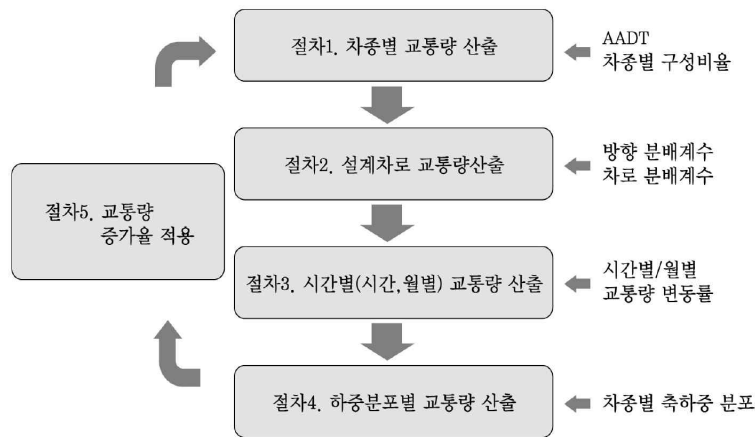 절차1. 차종별 교통량 산출
AADT
차종별 구성비율
절차2. 설계차로 교통량산출
방향 분배계수
차로 분배계수
절차5. 교통량
증가율 적용
절차3. 시간별(시간,월별) 교통량 산출
시간별/월별
교통량 변동률
절차4. 하중분포별 교통량 산출
차종별 축하중 분포